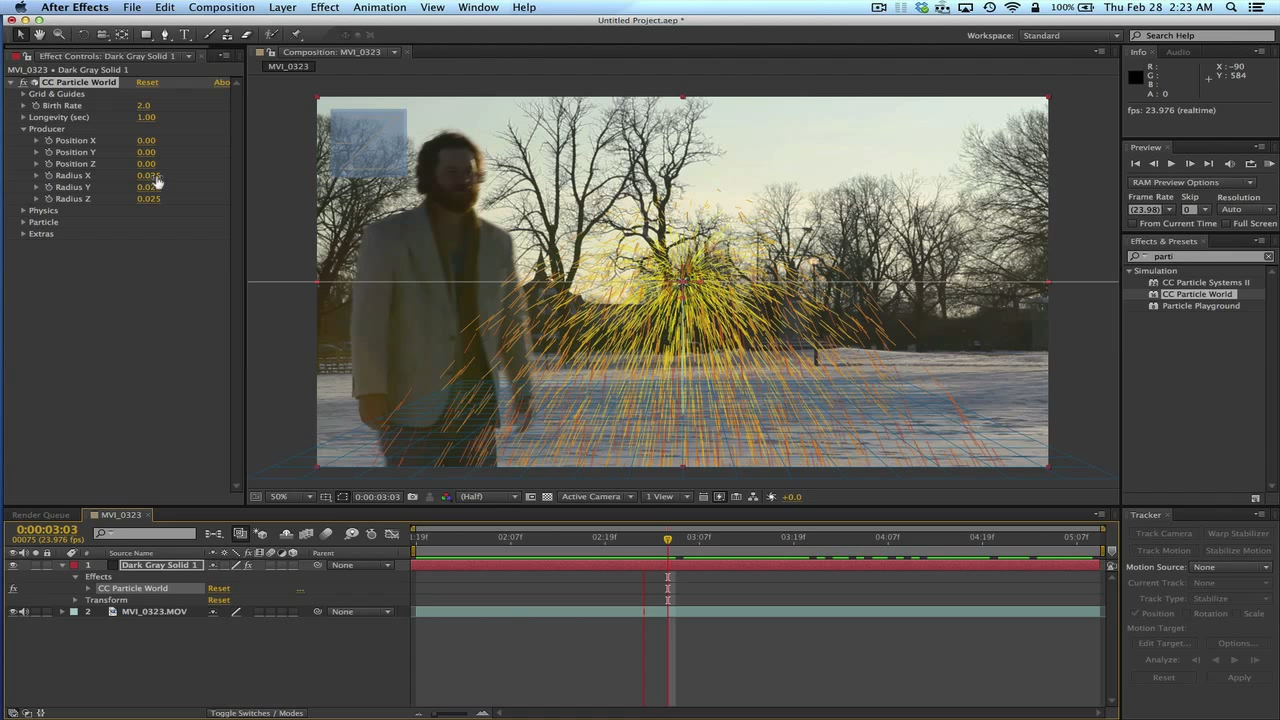 After Effects File Edit Composition Layer Effect Animation View Window Help 100% Thu Feb 28 2:23 AM
Untitled Project.aep *
Workspace: Standard Search Help
Effect Controls: Dark Gray Solid 1
Composition: MVI_0323
Info Audio
MVI_0323 • Dark Gray Solid 1
MVI_0323
fx CC Particle World Reset Abo
Grid & Guides
Birth Rate 2.0
Longevity (sec) 1.00
Producer
Position X 0.00
Position Y 0.00
Position Z 0.00
Radius X
Radius Y
Radius Z 0.025
Physics
Particle
Extras
R : X : -90
G : Y : 584
B :
A : 0
fps: 23.976 (realtime)
Preview
RAM Preview Options
Frame Rate Skip Resolution
(23.98) 0 Auto
From Current Time Full Screen
Effects & Presets
parti
Simulation
CC Particle Systems II
CC Particle World
Particle Playground
50% 0:00:03:03 (Half) Active Camera 1 View +0.0
Render Queue MVI_0323
0:00:03:03
00075 (23.976 fps)
:19f 02:07f 02:19f 03:07f 03:19f 04:07f 04:19f 05:07f
# Source Name Parent
1 Dark Gray Solid 1 fx None
Effects
fx CC Particle World Reset ...
Transform Reset
2 MVI_0323.MOV None
Toggle Switches / Modes
Tracker
Track Camera Warp Stabilizer
Track Motion Stabilize Motion
Motion Source: None
Current Track: None
Track Type: Stabilize
Position Rotation Scale
Motion Target:
Edit Target... Options...
Analyze:
Reset Apply